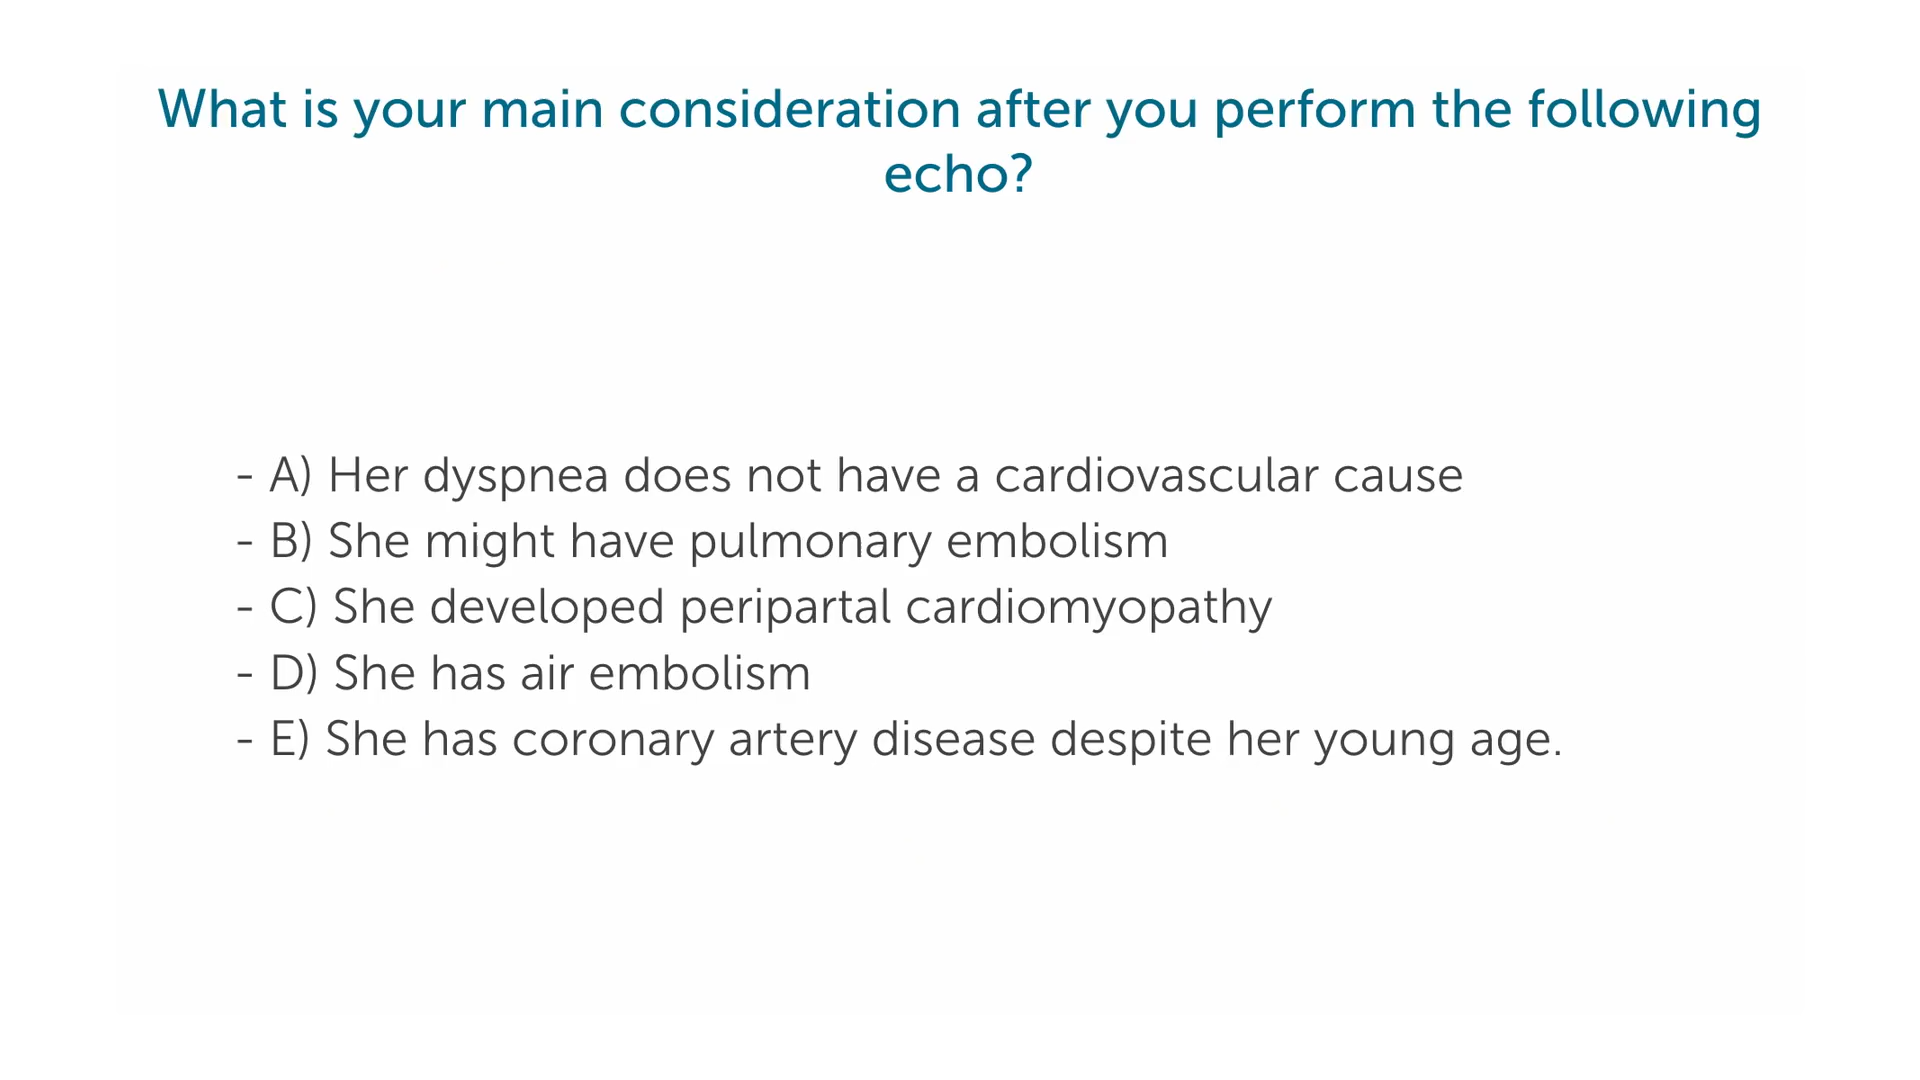 What is your main consideration after you perform the following
echo?
- A) Her dyspnea does not have a cardiovascular cause
- B) She might have pulmonary embolism
- C) She developed peripartal cardiomyopathy
- D) She has air embolism
- E) She has coronary artery disease despite her young age.